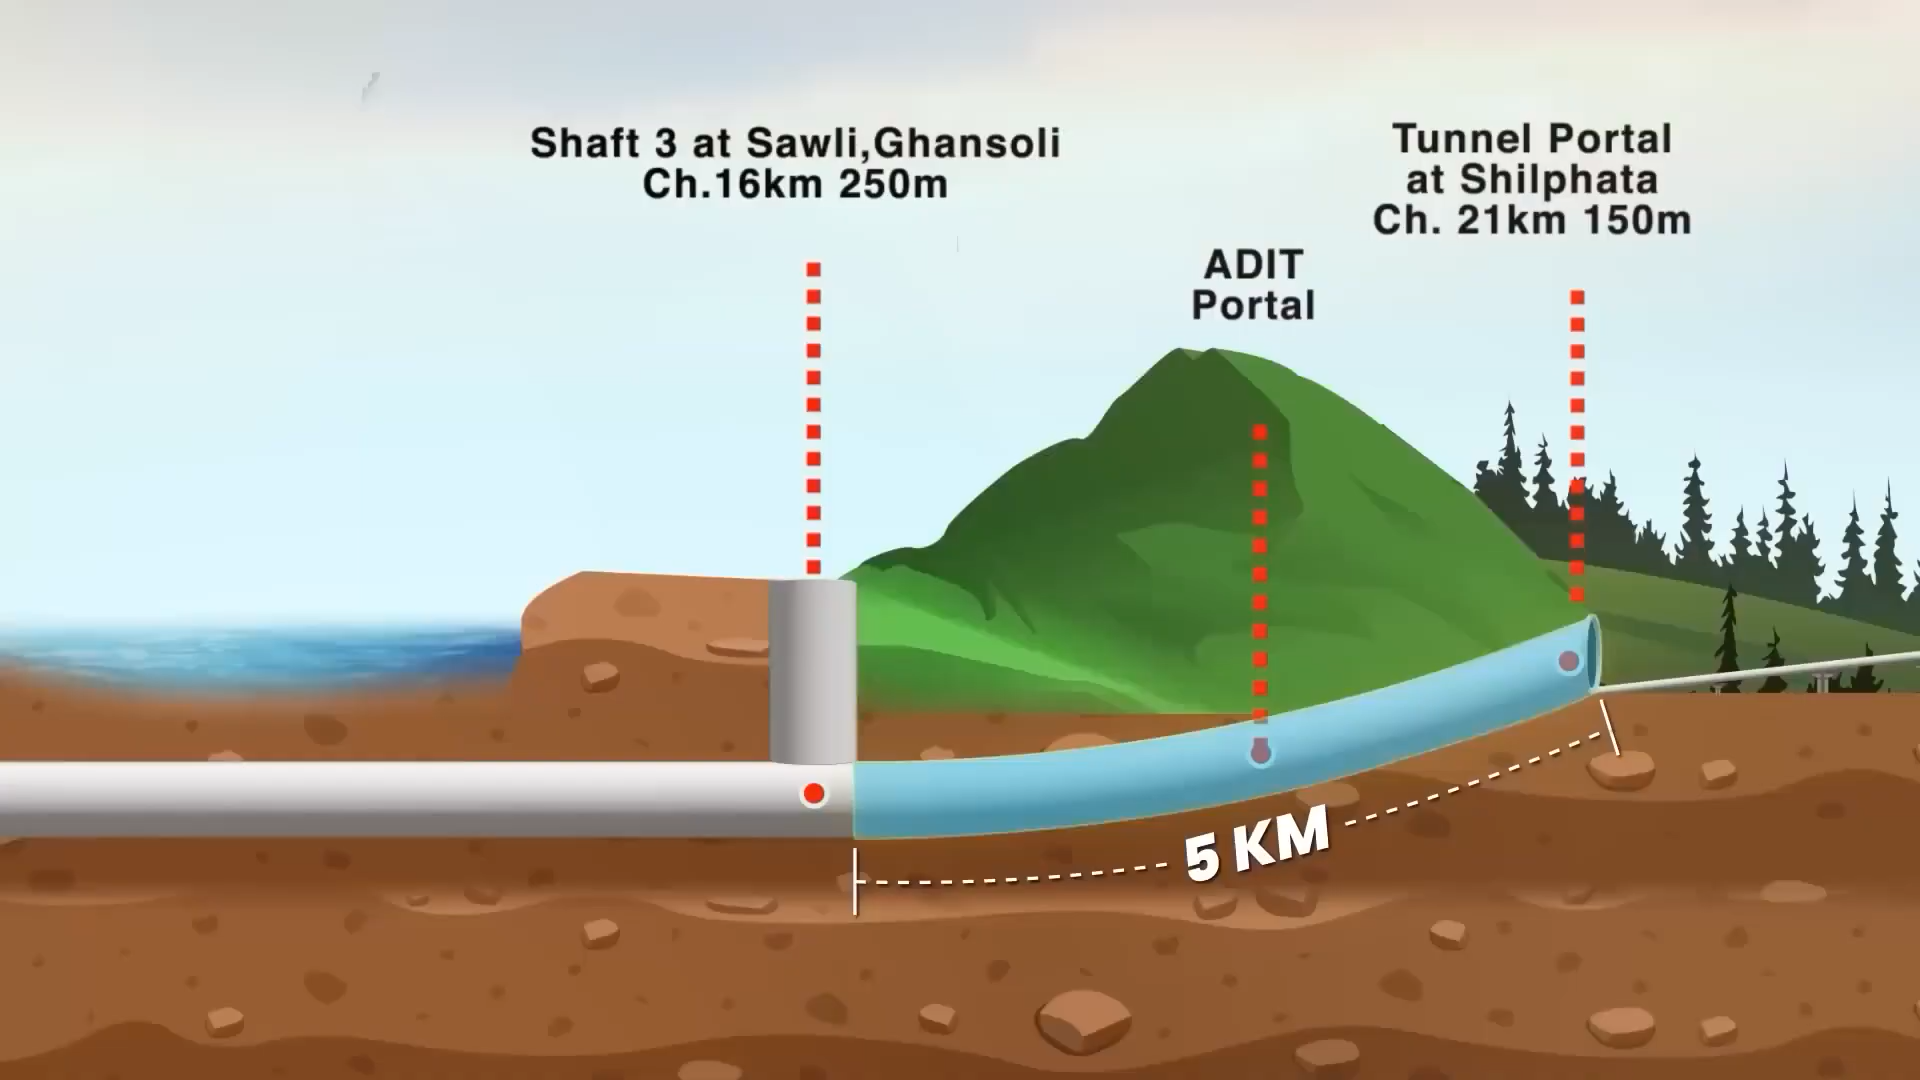 Shaft 3 at Sawli,Ghansoli
Ch.16km 250m
Tunnel Portal
at Shilphata
Ch. 21km 150m
ADIT
Portal
5 KM